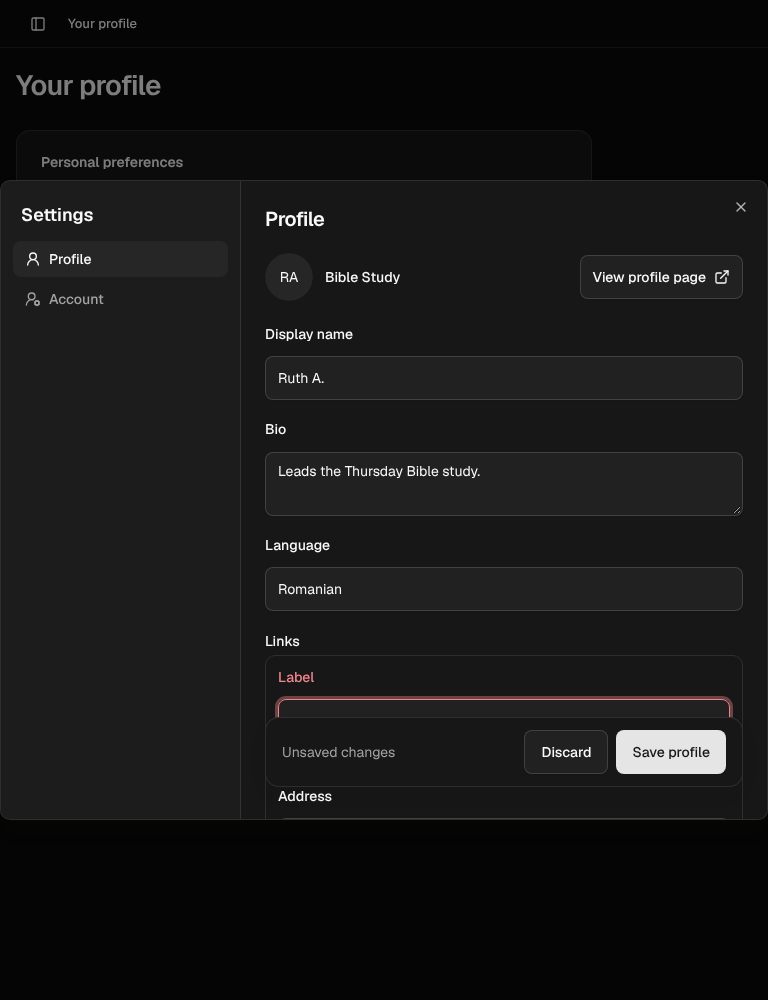 Your profile
Your profile
Personal preferences
Settings
Profile
Account
Profile
RA
Bible Study
View profile page
Display name
Ruth A.
Bio
Leads the Thursday Bible study.
Language
Romanian
Links
Label
Unsaved changes
Discard
Save profile
Address